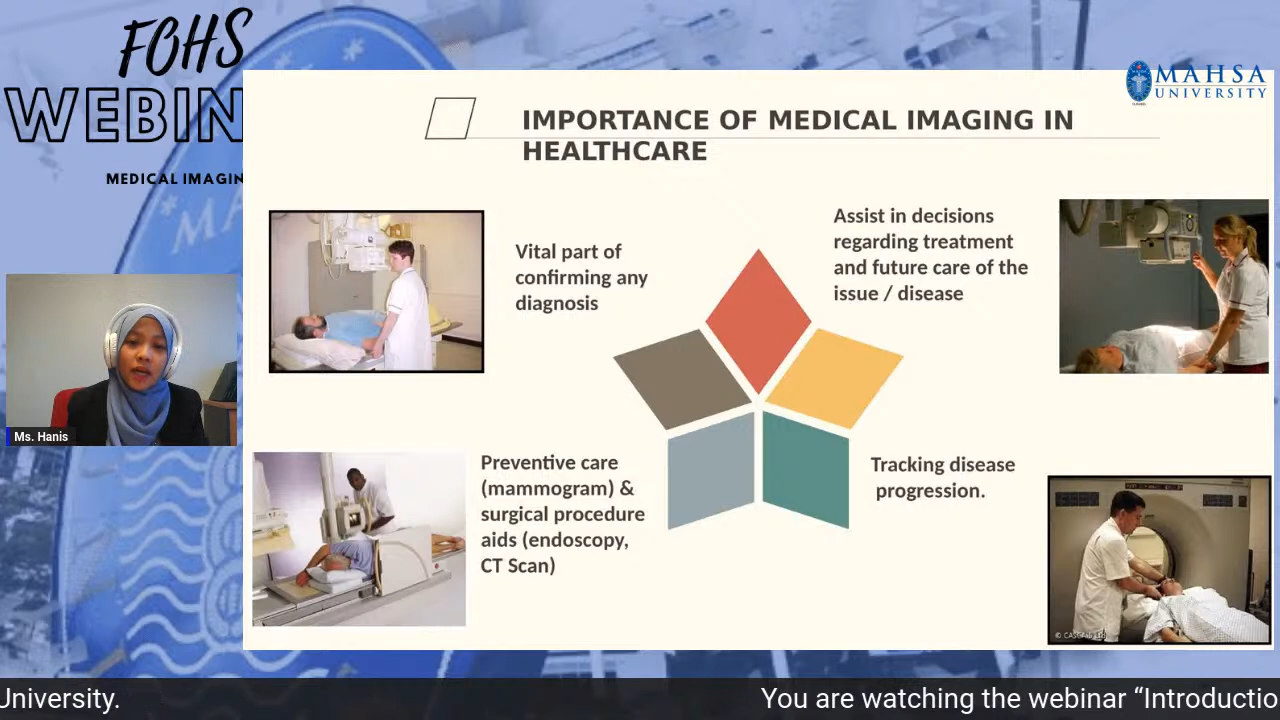 FOHS
WEBIN
MEDICAL IMAGIN
MAHSA
UNIVERSITY
IMPORTANCE OF MEDICAL IMAGING IN
HEALTHCARE
Vital part of
confirming any
diagnosis
Assist in decisions
regarding treatment
and future care of the
issue / disease
Ms. Hanis
Preventive care
(mammogram) &
surgical procedure
aids (endoscopy,
CT Scan)
Tracking disease
progression.
University.
You are watching the webinar “Introductio